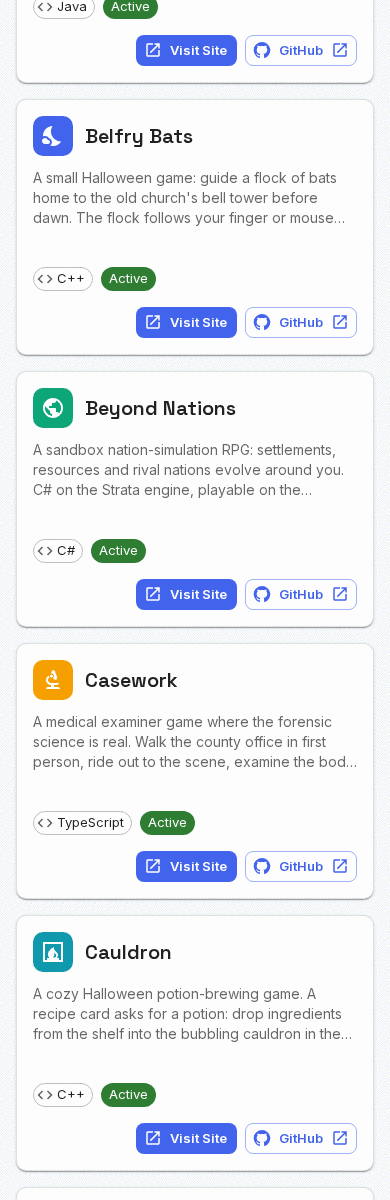 Java Active
Visit Site GitHub
Belfry Bats
A small Halloween game: guide a flock of bats
home to the old church's bell tower before
dawn. The flock follows your finger or mouse…
C++ Active
Visit Site GitHub
Beyond Nations
A sandbox nation-simulation RPG: settlements,
resources and rival nations evolve around you.
C# on the Strata engine, playable on the…
C# Active
Visit Site GitHub
Casework
A medical examiner game where the forensic
science is real. Walk the county office in first
person, ride out to the scene, examine the bod…
TypeScript Active
Visit Site GitHub
Cauldron
A cozy Halloween potion-brewing game. A
recipe card asks for a potion: drop ingredients
from the shelf into the bubbling cauldron in the…
C++ Active
Visit Site GitHub